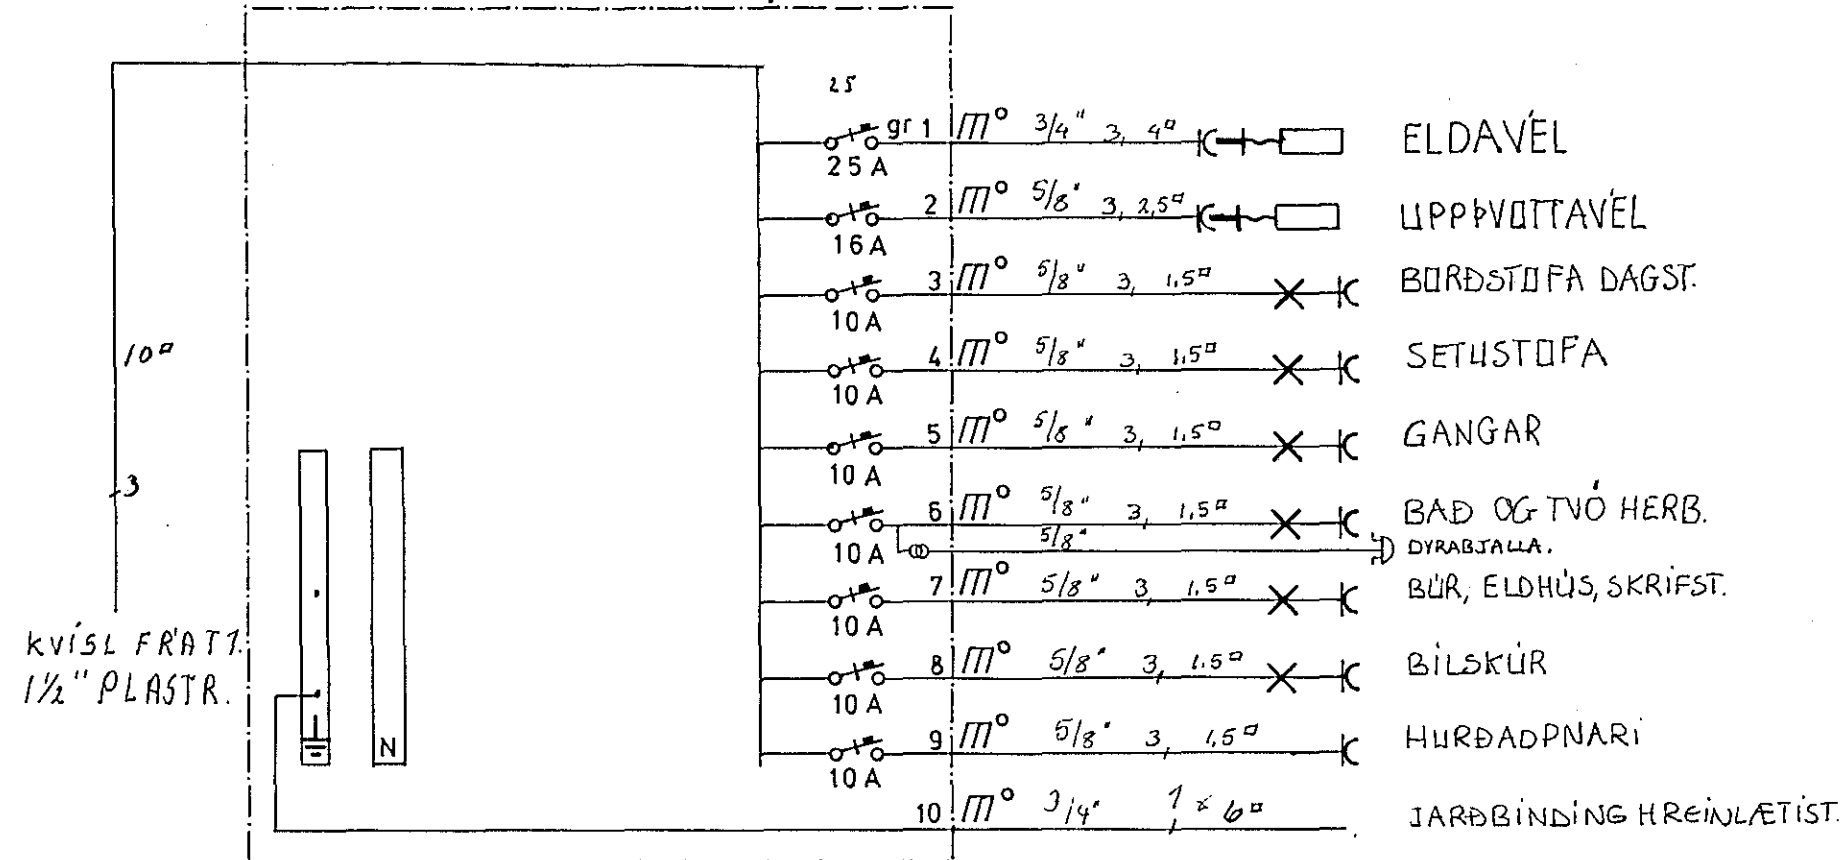 25
gr 1 m° 3/4" 3, 4▫ ELDAVÉL
25 A
2 m° 5/8" 3, 2,5▫ UPPÞVOTTAVÉL
16 A
3 m° 5/8" 3, 1,5▫ BORÐSTOFA DAGST.
10 A
10▫
4 m° 5/8" 3, 1,5▫ SETUSTOFA
10 A
5 m° 5/8" 3, 1,5▫ GANGAR
10 A
3
6 m° 5/8" 3, 1,5▫ BAÐ OG TVÓ HERB.
10 A 5/8" DYRABJALLA.
7 m° 5/8" 3, 1,5▫ BÚR, ELDHÚS, SKRIFST.
10 A
KVÍSL FRÁ T1.
1½" PLASTR.
8 m° 5/8" 3, 1.5▫ BÍLSKÚR
10 A
9 m° 5/8" 3, 1,5▫ HURÐAOPNARI
10 A
N
10 m° 3/4" 1 x 6▫ JARÐBINDING HREINLÆTIST.